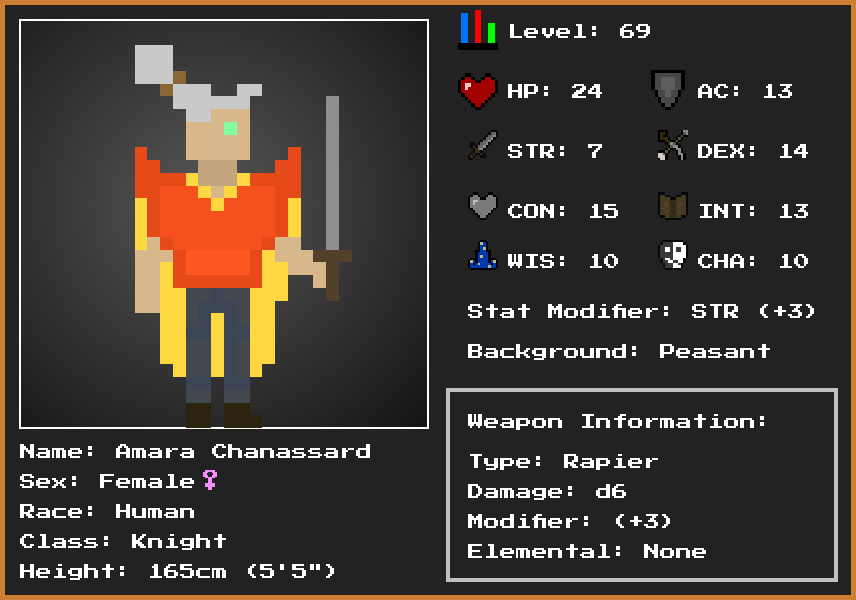 Level: 69
HP: 24
AC: 13
STR: 7
DEX: 14
CON: 15
INT: 13
WIS: 10
CHA: 10
Stat Modifier: STR (+3)
Background: Peasant
Weapon Information:
Type: Rapier
Damage: d6
Modifier: (+3)
Elemental: None
Name: Amara Chanassard
Sex: Female♀
Race: Human
Class: Knight
Height: 165cm (5'5")